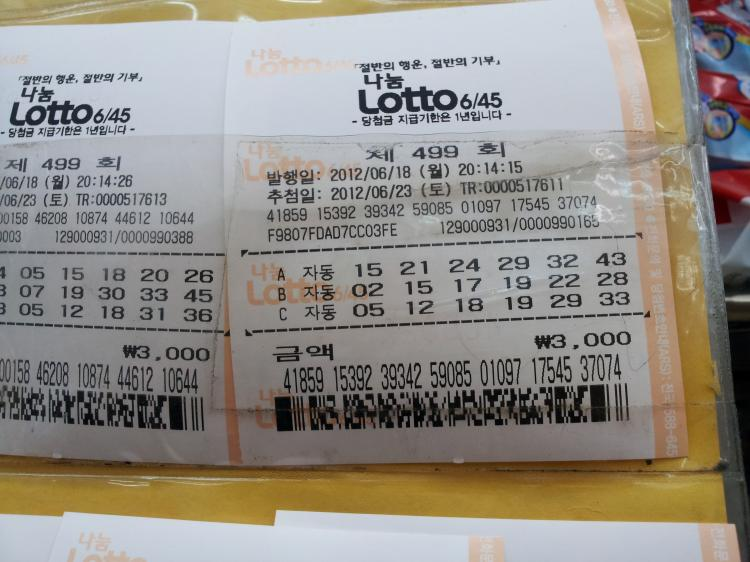 「절반의 행운, 절반의 기부」
나눔
Lotto 6/45
- 당첨금 지급기한은 1년입니다 -
제 499 회
/06/18 (월) 20:14:26
/06/23 (토) TR:0000517613
00158 46208 10874 44612 10644
0003 129000931/0000990388
4 05 15 18 20 26
3 07 19 30 33 45
3 05 12 18 31 36
₩3,000
00158 46208 10874 44612 10644
「절반의 행운, 절반의 기부」
나눔
Lotto 6/45
- 당첨금 지급기한은 1년입니다 -
제 499 회
발행일: 2012/06/18 (월) 20:14:15
추첨일: 2012/06/23 (토) TR:0000517611
41859 15392 39342 59085 01097 17545 37074
F9807FDAD7CC03FE 129000931/0000990165
A 자동 15 21 24 29 32 43
B 자동 02 15 17 19 22 28
C 자동 05 12 18 19 29 33
금액 ₩3,000
41859 15392 39342 59085 01097 17545 37074
나눔
Lotto